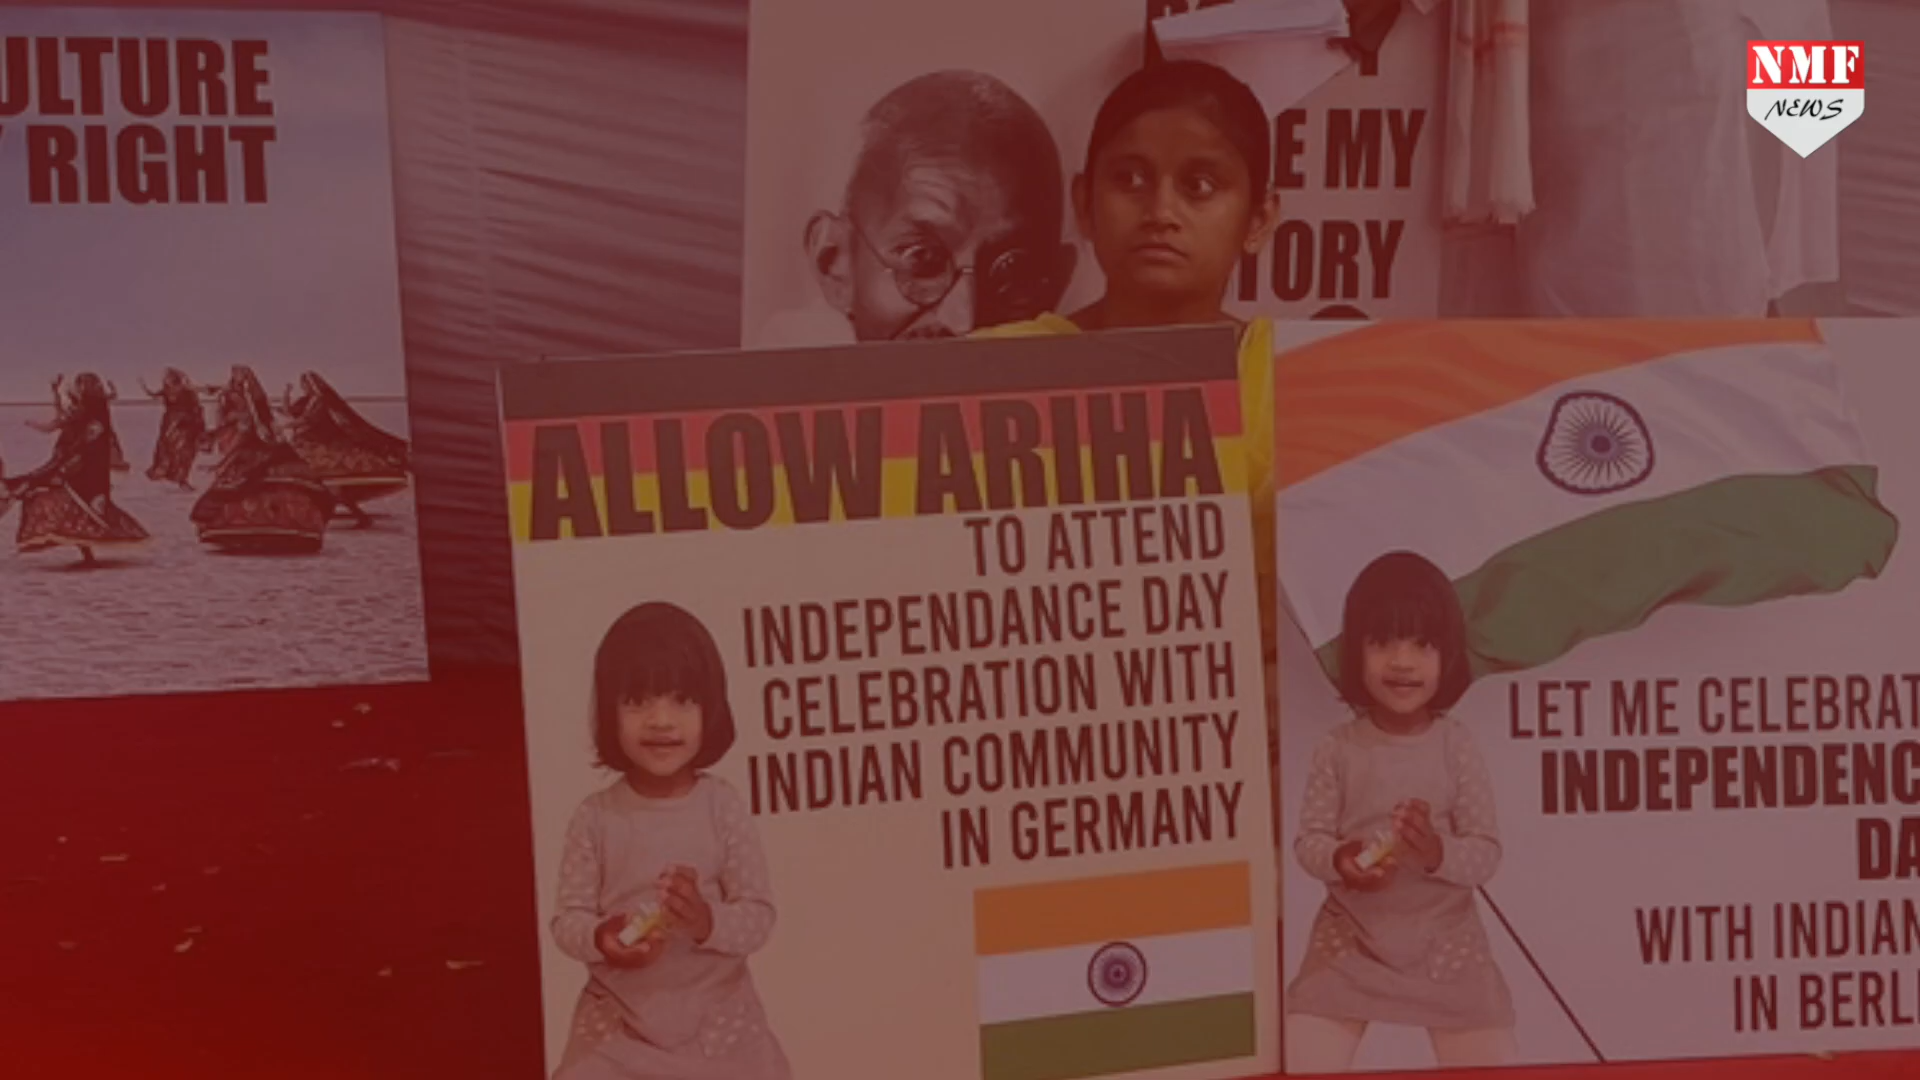 ULTURE
RIGHT
E MY
TORY
ALLOW ARIHA
TO ATTEND
INDEPENDANCE DAY
CELEBRATION WITH
INDIAN COMMUNITY
IN GERMANY
LET ME CELEBRAT
INDEPENDENC
DA
WITH INDIAN
IN BERLI
NMF
NEWS